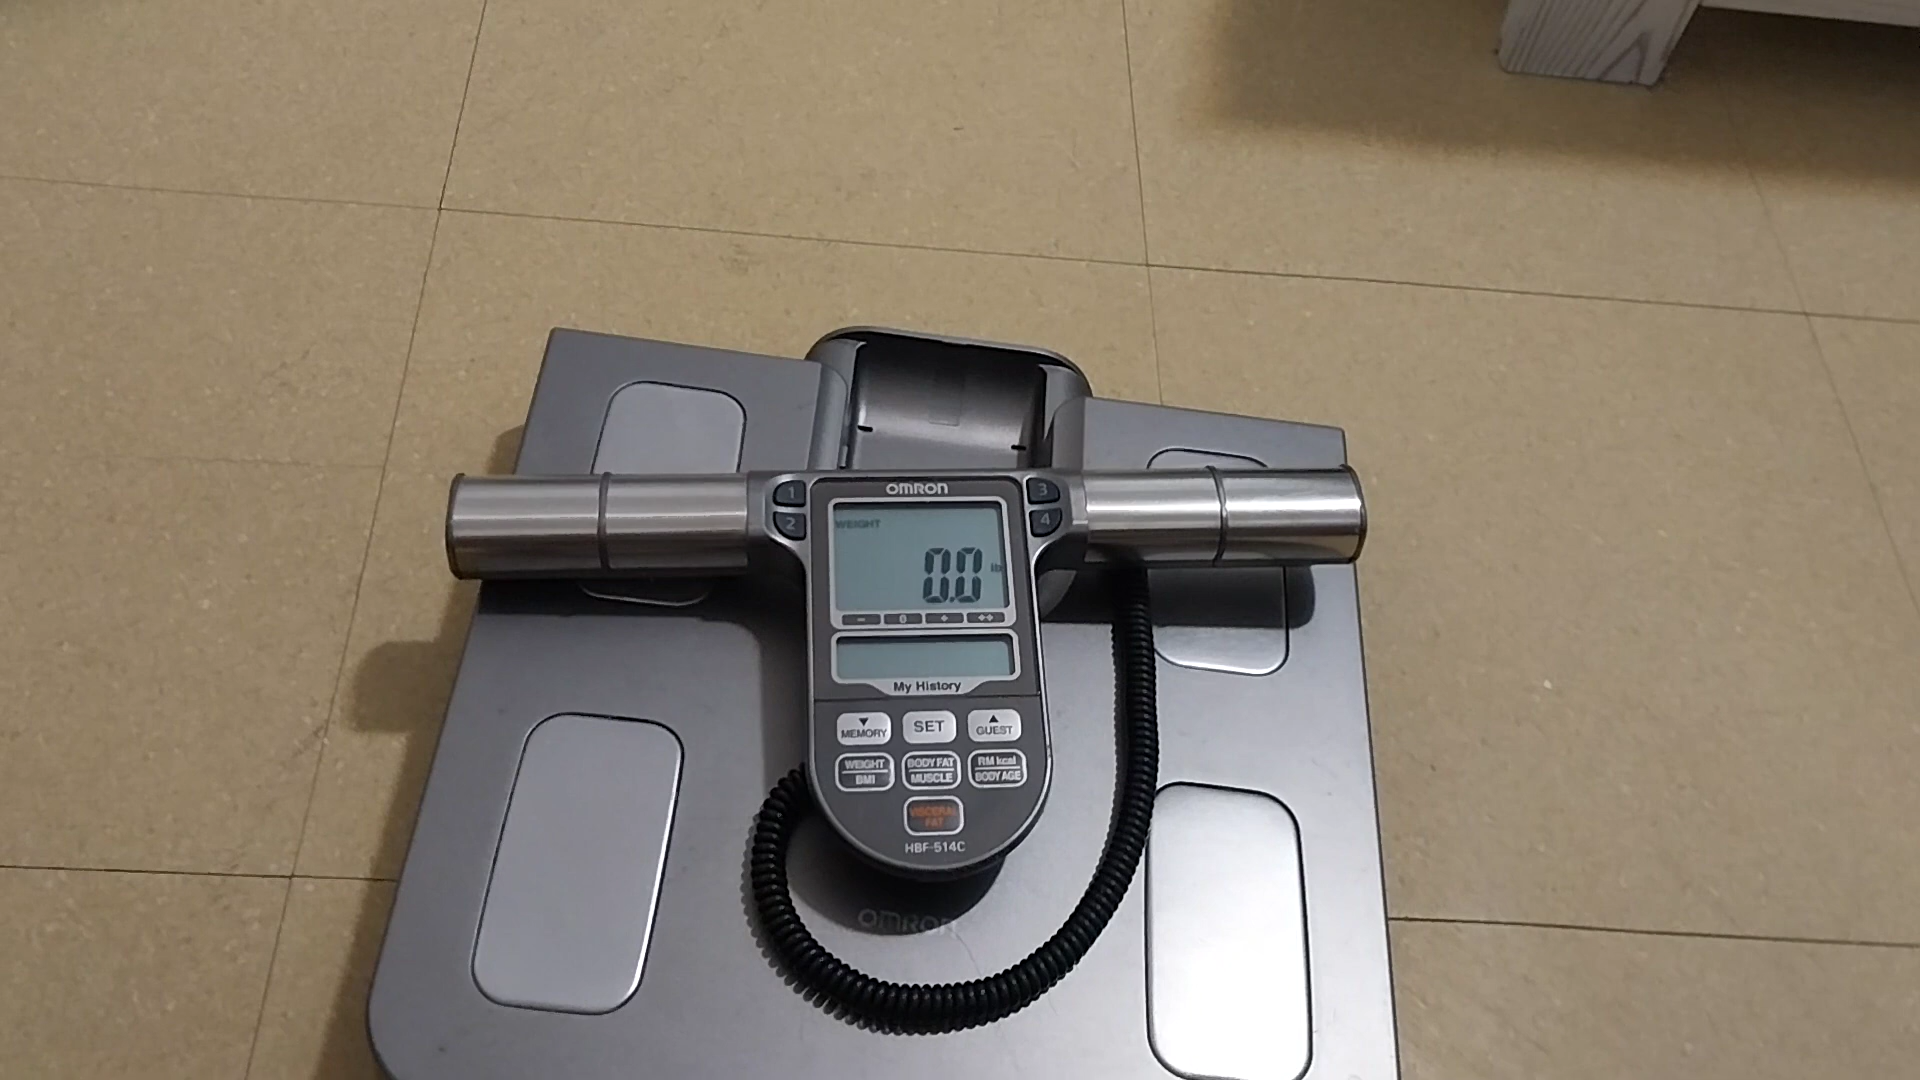 OMRON
1
2
3
4
WEIGHT
0.0 lb
− 0 + ++
My History
▼
MEMORY
SET
▲
GUEST
WEIGHT
BMI
BODY FAT
MUSCLE
RM kcal
BODY AGE
VISCERAL
FAT
HBF-514C
OMRON